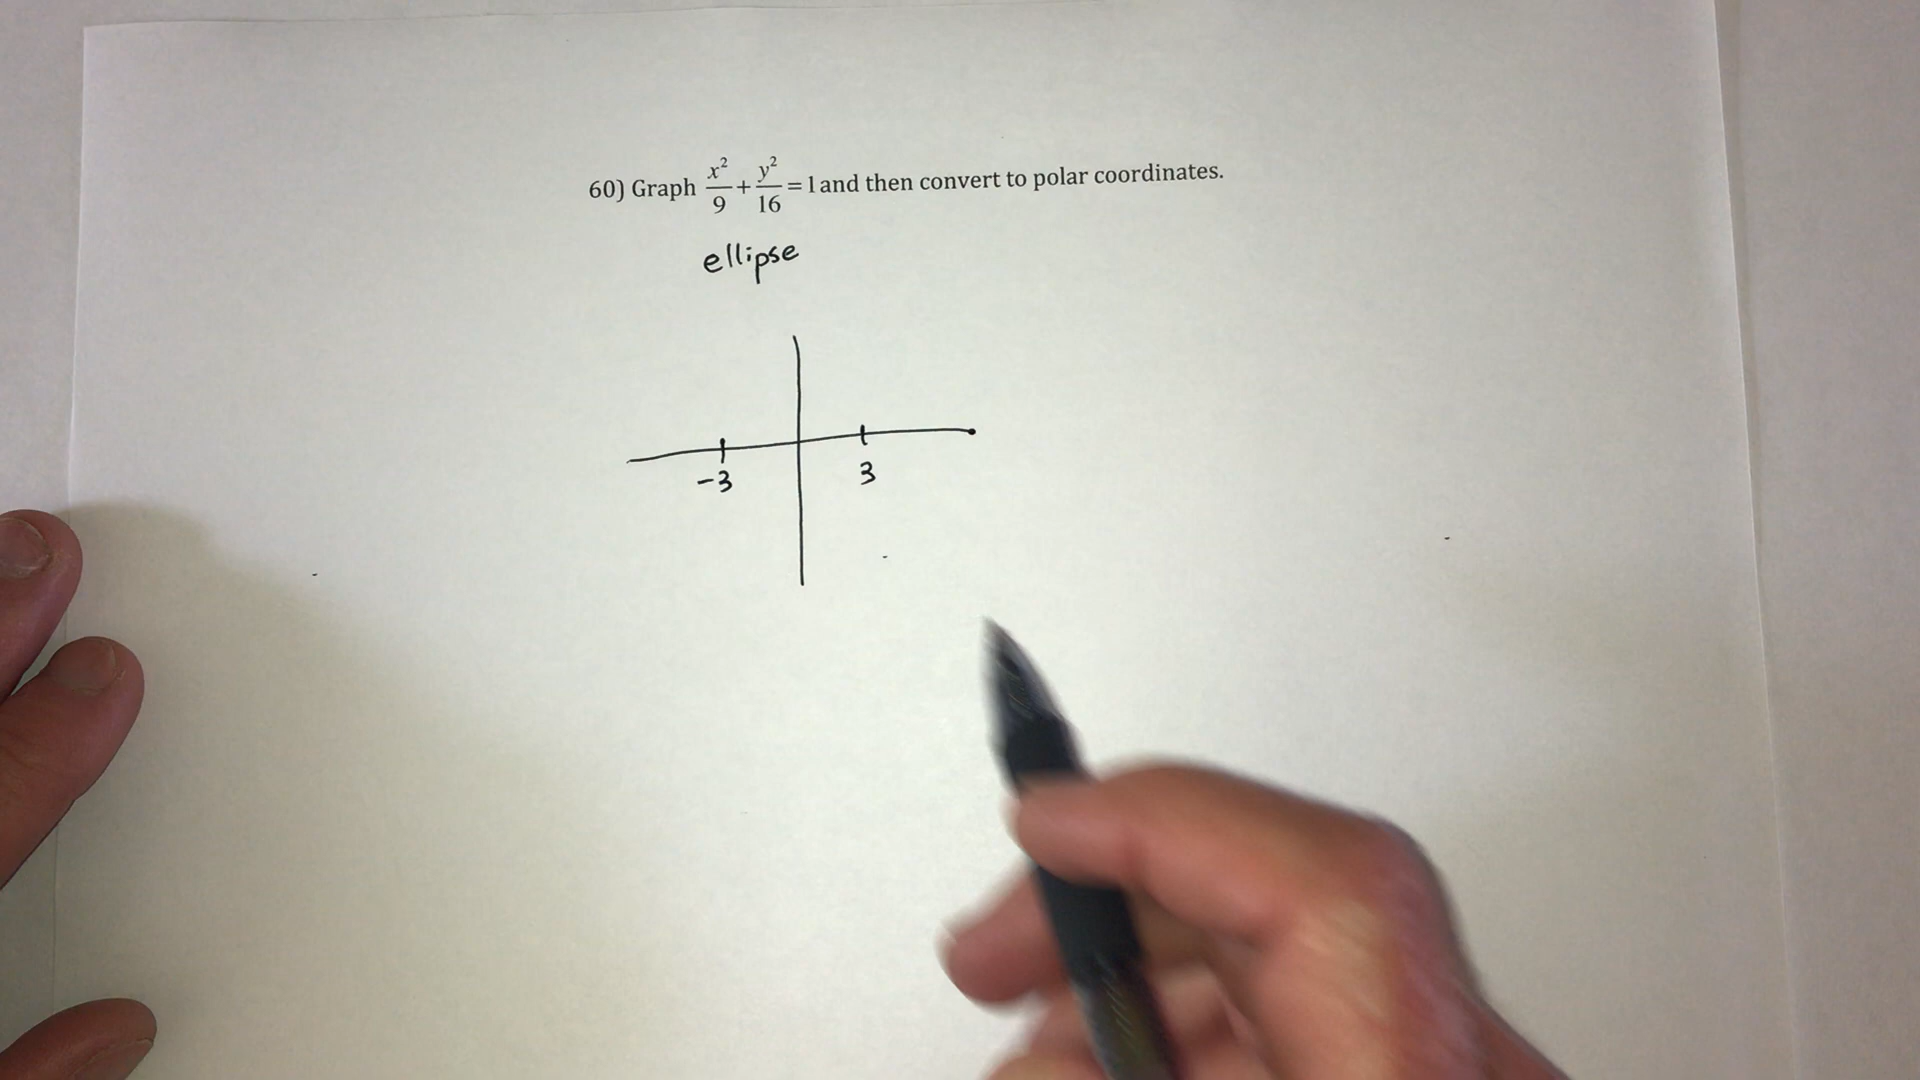 60) Graph x²/9 + y²/16 = 1 and then convert to polar coordinates.
ellipse
-3 3